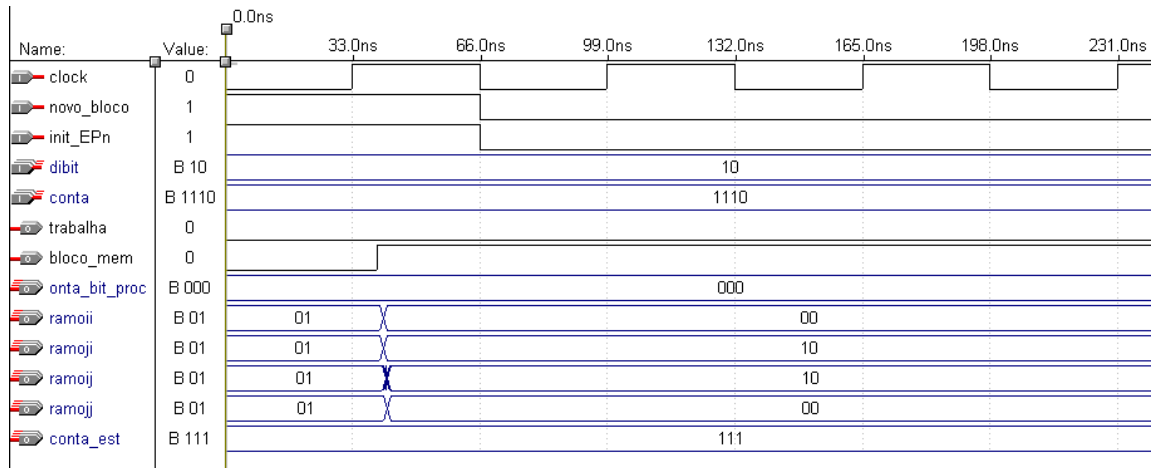 0.0ns
Name: Value: 33.0ns 66.0ns 99.0ns 132.0ns 165.0ns 198.0ns 231.0ns
clock 0
novo_bloco 1
init_EPn 1
dibit B 10 10
conta B 1110 1110
trabalha 0
bloco_mem 0
onta_bit_proc B 000 000
ramoii B 01 01 00
ramoji B 01 01 10
ramoij B 01 01 10
ramojj B 01 01 00
conta_est B 111 111